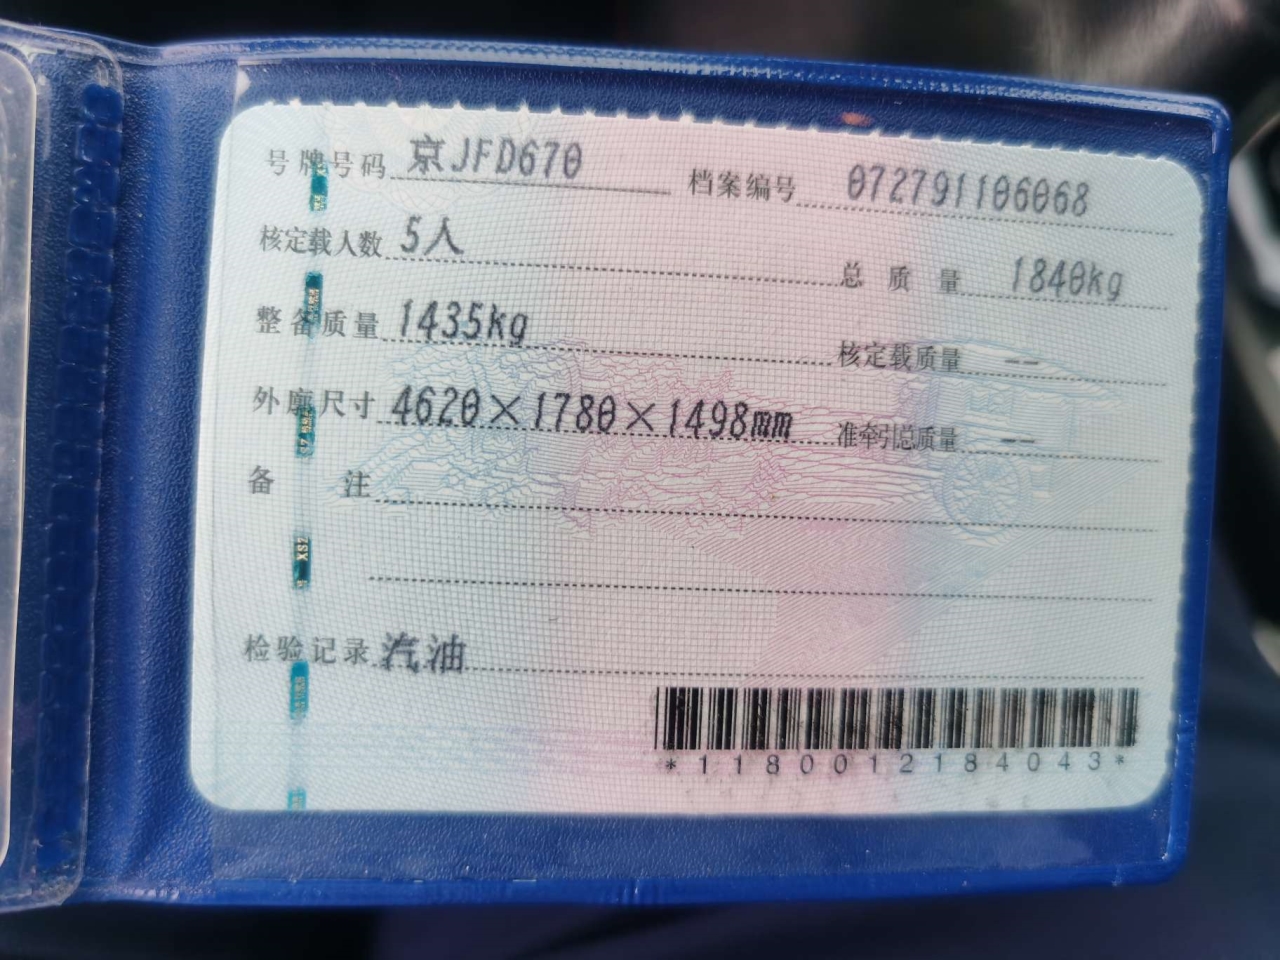 号牌号码 京JFD670 档案编号 072791106068
核定载人数 5人 总质量 1840kg
整备质量 1435kg 核定载质量 --
外廓尺寸 4620×1780×1498mm 准牵引总质量 --
备注
检验记录 汽油
*1180012184043*